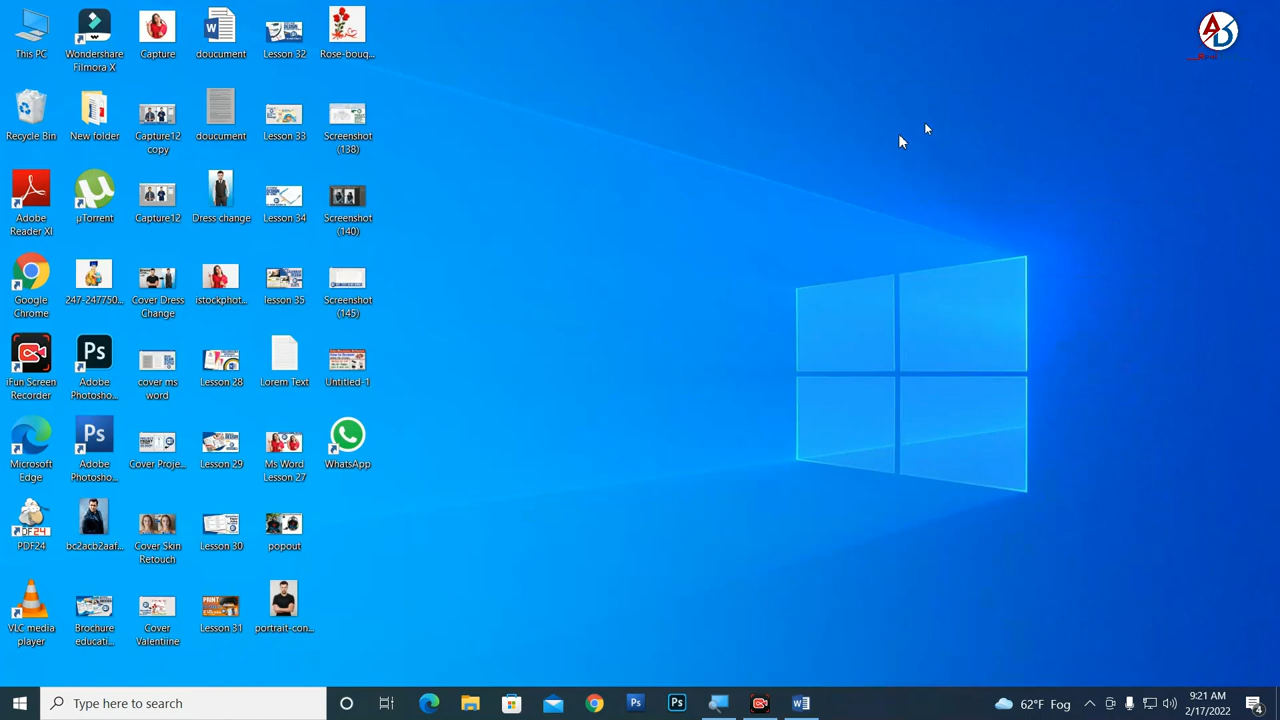 This PC
Wondershare
Filmora X
Capture
doucument
Lesson 32
Rose-bouq...
Recycle Bin
New folder
Capture12
copy
doucument
Lesson 33
Screenshot
(138)
Adobe
Reader XI
µTorrent
Capture12
Dress change
Lesson 34
Screenshot
(140)
Google
Chrome
247-247750...
Cover Dress
Change
istockphot...
lesson 35
Screenshot
(145)
iFun Screen
Recorder
Adobe
Photosho...
cover ms
word
Lesson 28
Lorem Text
Untitled-1
Microsoft
Edge
Adobe
Photosho...
Cover Proje...
Lesson 29
Ms Word
Lesson 27
WhatsApp
PDF24
bc2acb2aaf...
Cover Skin
Retouch
Lesson 30
popout
VLC media
player
Brochure
educati...
Cover
Valentiine
Lesson 31
portrait-con...
Type here to search
62°F Fog
9:21 AM
2/17/2022
4